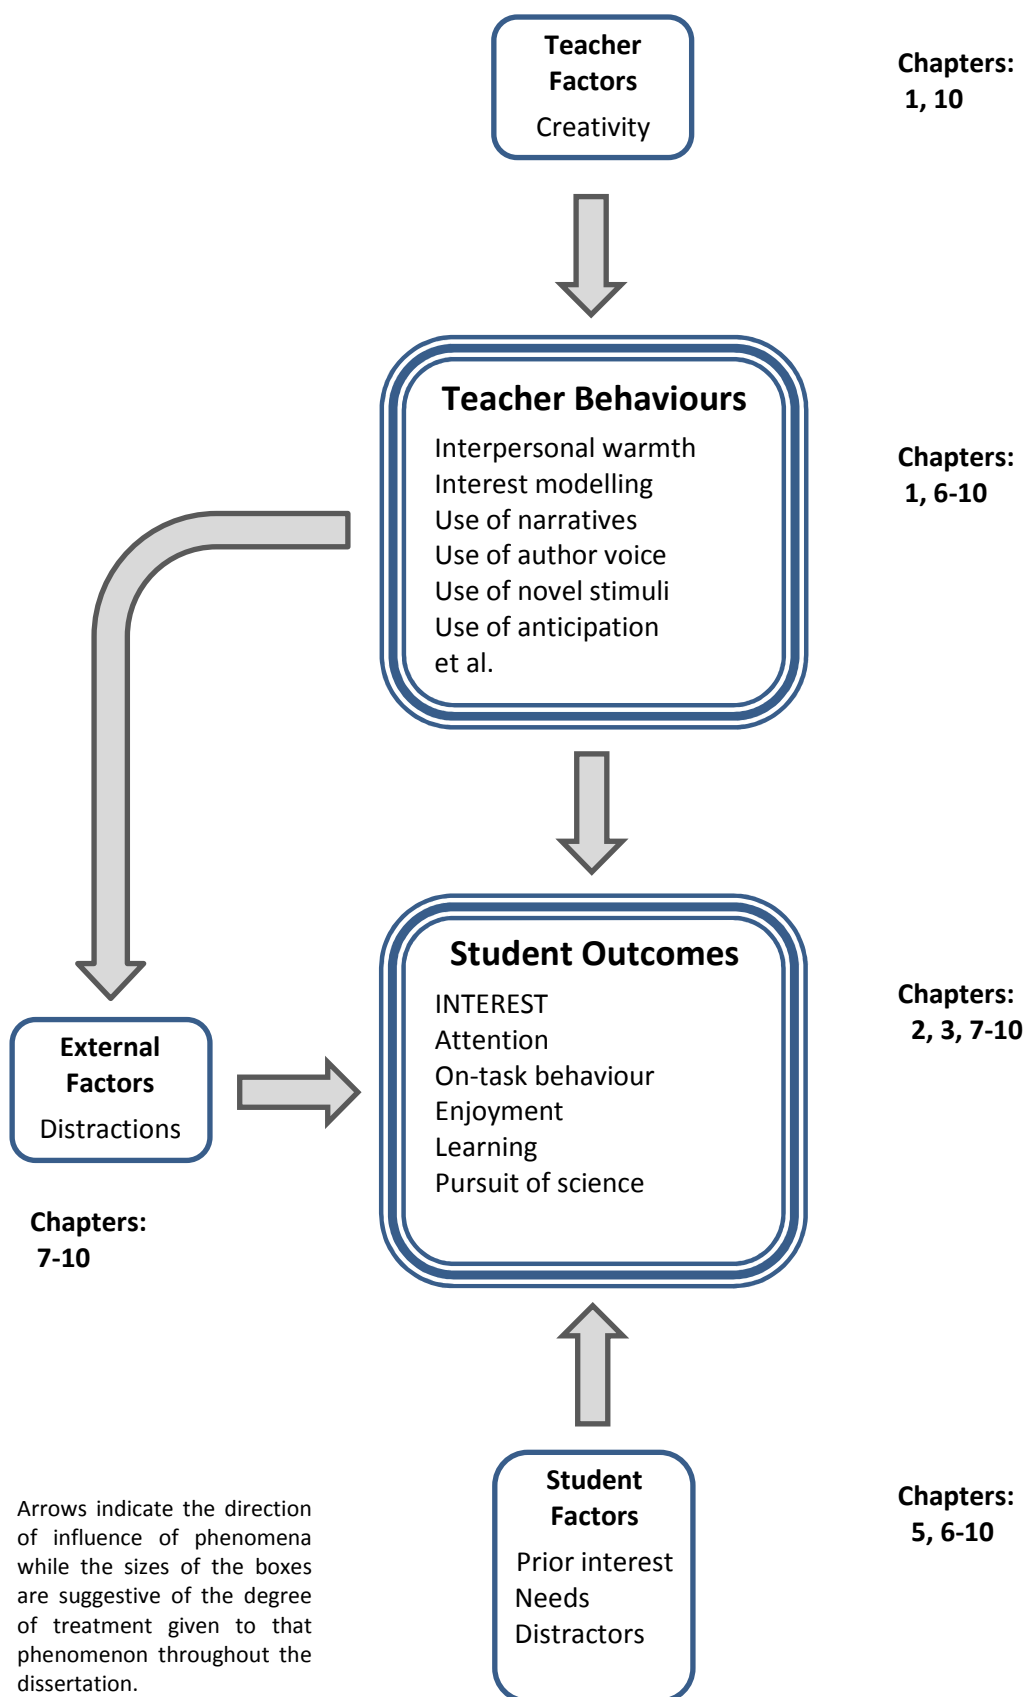 Teacher
Factors
Creativity
Chapters:
1, 10
Teacher Behaviours
Interpersonal warmth
Interest modelling
Use of narratives
Use of author voice
Use of novel stimuli
Use of anticipation
et al.
Chapters:
1, 6-10
Student Outcomes
INTEREST
Attention
On-task behaviour
Enjoyment
Learning
Pursuit of science
Chapters:
2, 3, 7-10
External
Factors
Distractions
Chapters:
7-10
Student
Factors
Prior interest
Needs
Distractors
Chapters:
5, 6-10
Arrows indicate the direction
of influence of phenomena
while the sizes of the boxes
are suggestive of the degree
of treatment given to that
phenomenon throughout the
dissertation.